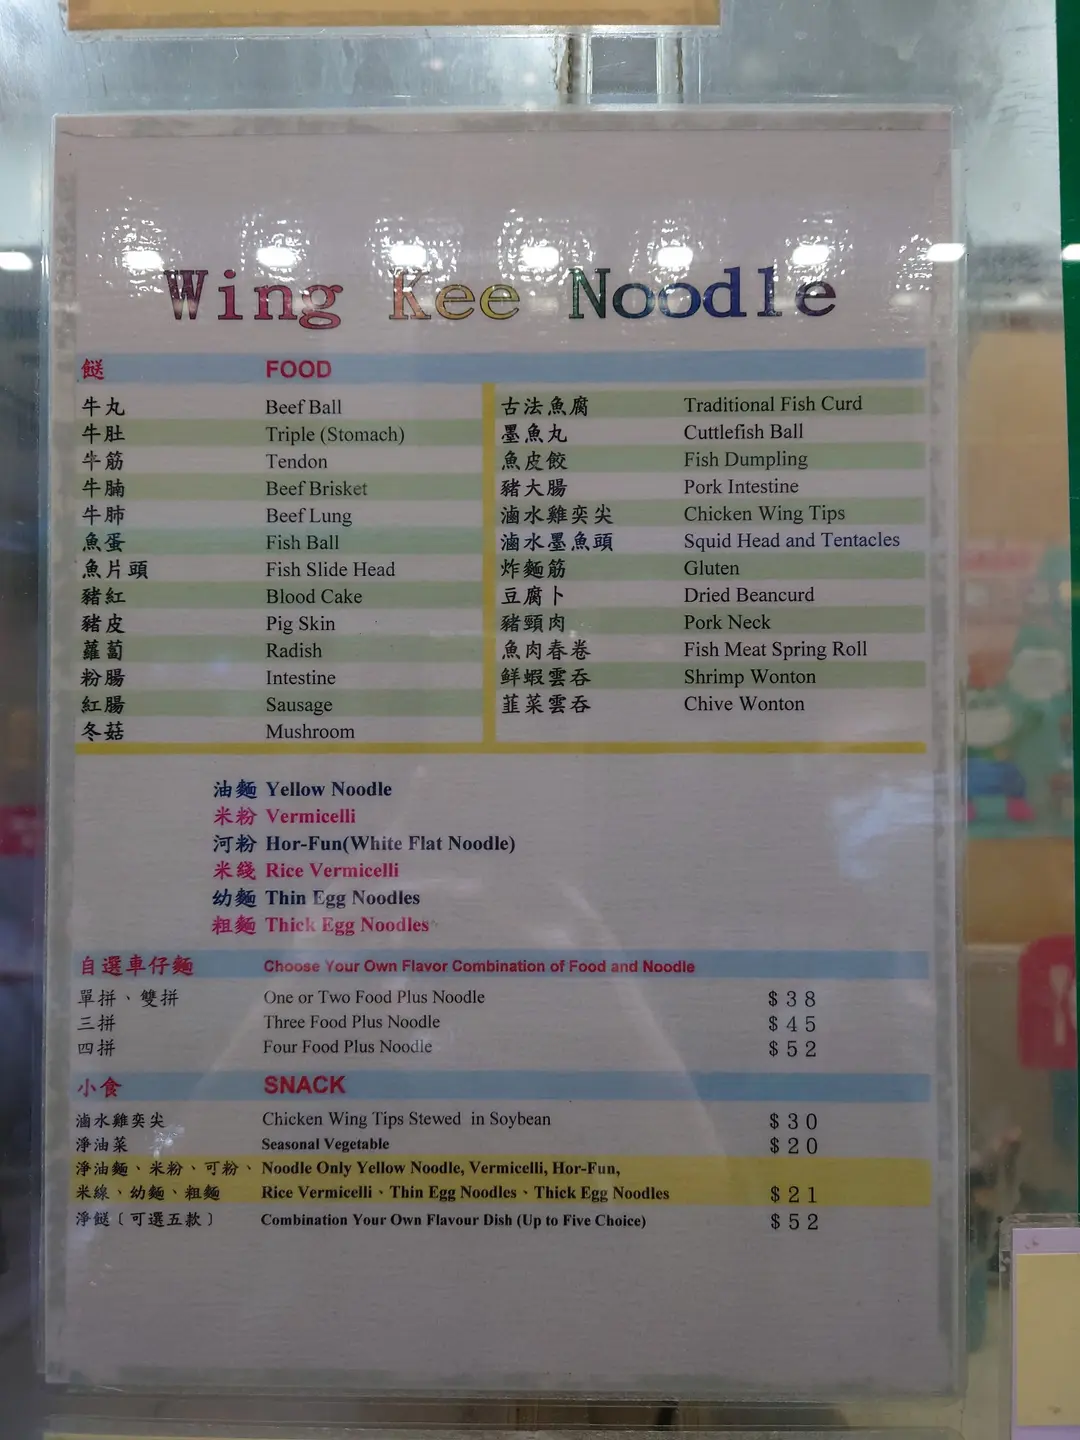 Wing Kee Noodle
餸 FOOD
牛丸 Beef Ball
牛肚 Triple (Stomach)
牛筋 Tendon
牛腩 Beef Brisket
牛肺 Beef Lung
魚蛋 Fish Ball
魚片頭 Fish Slide Head
豬紅 Blood Cake
豬皮 Pig Skin
蘿蔔 Radish
粉腸 Intestine
紅腸 Sausage
冬菇 Mushroom
古法魚腐 Traditional Fish Curd
墨魚丸 Cuttlefish Ball
魚皮餃 Fish Dumpling
豬大腸 Pork Intestine
滷水雞奕尖 Chicken Wing Tips
滷水墨魚頭 Squid Head and Tentacles
炸麵筋 Gluten
豆腐卜 Dried Beancurd
豬頸肉 Pork Neck
魚肉春卷 Fish Meat Spring Roll
鮮蝦雲吞 Shrimp Wonton
韮菜雲吞 Chive Wonton
油麵 Yellow Noodle
米粉 Vermicelli
河粉 Hor-Fun(White Flat Noodle)
米綫 Rice Vermicelli
幼麵 Thin Egg Noodles
粗麵 Thick Egg Noodles
自選車仔麵 Choose Your Own Flavor Combination of Food and Noodle
單拼、雙拼 One or Two Food Plus Noodle $38
三拼 Three Food Plus Noodle $45
四拼 Four Food Plus Noodle $52
小食 SNACK
滷水雞奕尖 Chicken Wing Tips Stewed in Soybean $30
淨油菜 Seasonal Vegetable $20
淨油麵、米粉、可粉、 Noodle Only Yellow Noodle, Vermicelli, Hor-Fun,
米線、幼麵、粗麵 Rice Vermicelli、Thin Egg Noodles、Thick Egg Noodles $21
淨餸〔可選五款〕 Combination Your Own Flavour Dish (Up to Five Choice) $52